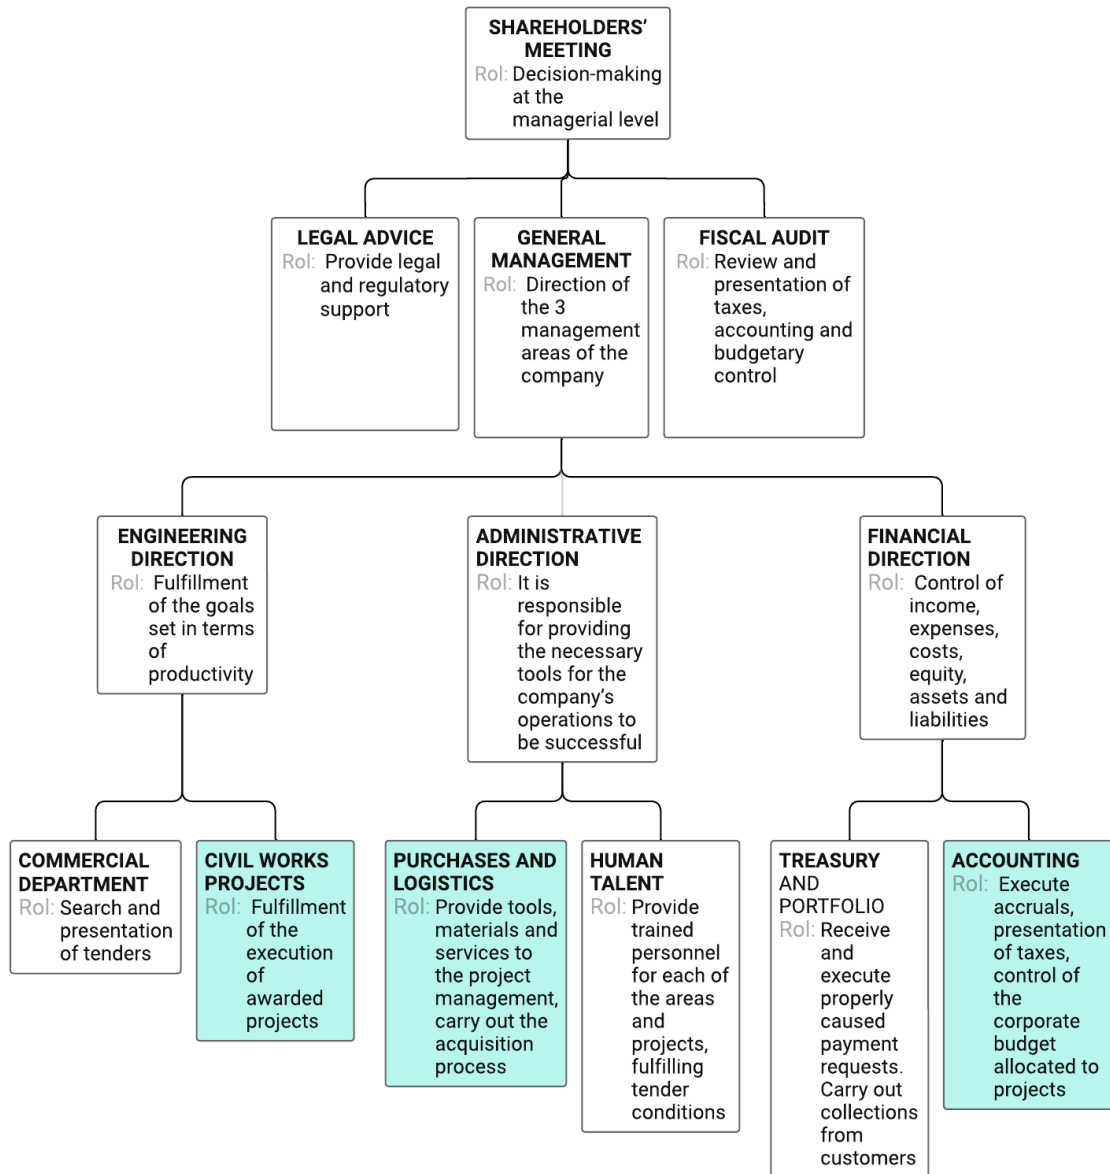 SHAREHOLDERS’
MEETING
Rol: Decision-making
at the
managerial level
LEGAL ADVICE
Rol: Provide legal
and regulatory
support
GENERAL
MANAGEMENT
Rol: Direction of
the 3
management
areas of the
company
FISCAL AUDIT
Rol: Review and
presentation of
taxes,
accounting and
budgetary
control
ENGINEERING
DIRECTION
Rol: Fulfillment
of the goals
set in terms
of
productivity
ADMINISTRATIVE
DIRECTION
Rol: It is
responsible
for providing
the necessary
tools for the
company’s
operations to
be successful
FINANCIAL
DIRECTION
Rol: Control of
income,
expenses,
costs,
equity,
assets and
liabilities
COMMERCIAL
DEPARTMENT
Rol: Search and
presentation
of tenders
CIVIL WORKS
PROJECTS
Rol: Fulfillment
of the
execution
of
awarded
projects
PURCHASES AND
LOGISTICS
Rol: Provide tools,
materials and
services to
the project
management,
carry out the
acquisition
process
HUMAN
TALENT
Rol: Provide
trained
personnel
for each of
the areas
and
projects,
fulfilling
tender
conditions
TREASURY
AND
PORTFOLIO
Rol: Receive
and
execute
properly
caused
payment
requests.
Carry out
collections
from
customers
ACCOUNTING
Rol: Execute
accruals,
presentation
of taxes,
control of
the
corporate
budget
allocated to
projects